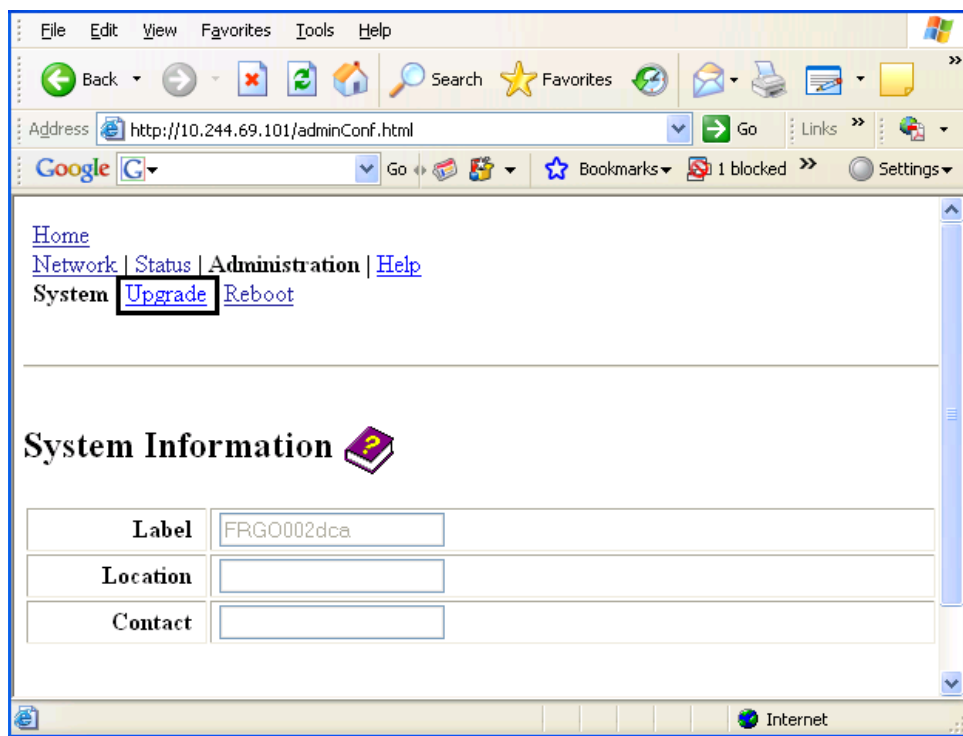 File Edit View Favorites Tools Help
Back Search Favorites »
Address http://10.244.69.101/adminConf.html Go Links »
Google G Go Bookmarks 1 blocked » Settings
Home
Network | Status | Administration | Help
System Upgrade Reboot
System Information ?
Label FRGO002dca
Location
Contact
Internet